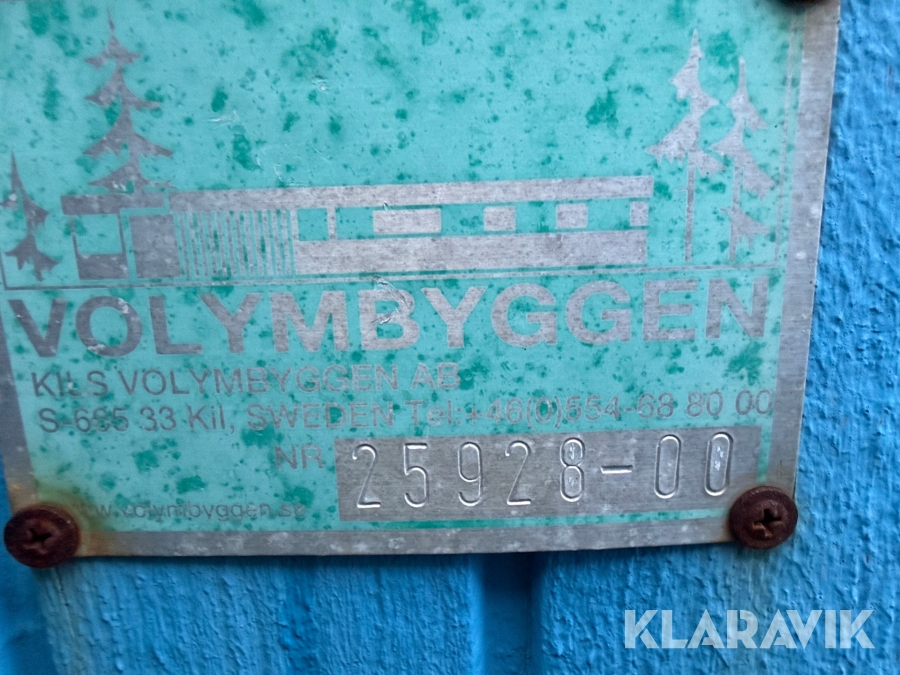 VOLYMBYGGEN
KILS VOLYMBYGGEN AB
S-665 33 Kil, SWEDEN Tel:+46(0)554-68 80 00
NR 25928-00
www.volymbyggen.se
KLARAVIK